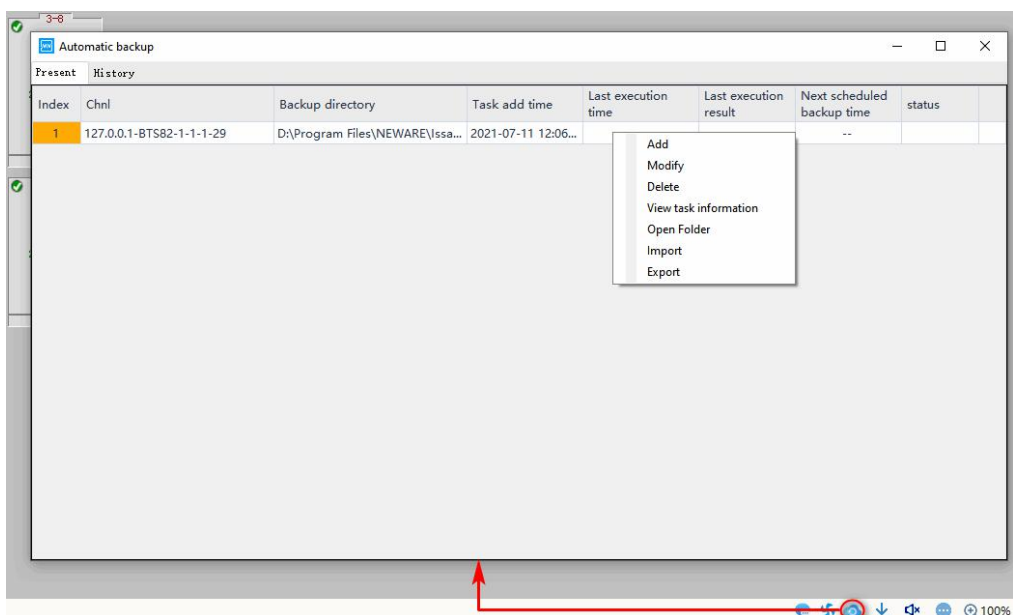 3-8
Automatic backup
Present History
Index Chnl Backup directory Task add time Last execution time Last execution result Next scheduled backup time status
1 127.0.0.1-BTS82-1-1-1-29 D:\Program Files\NEWARE\Issa... 2021-07-11 12:06... --
Add
Modify
Delete
View task information
Open Folder
Import
Export
100%